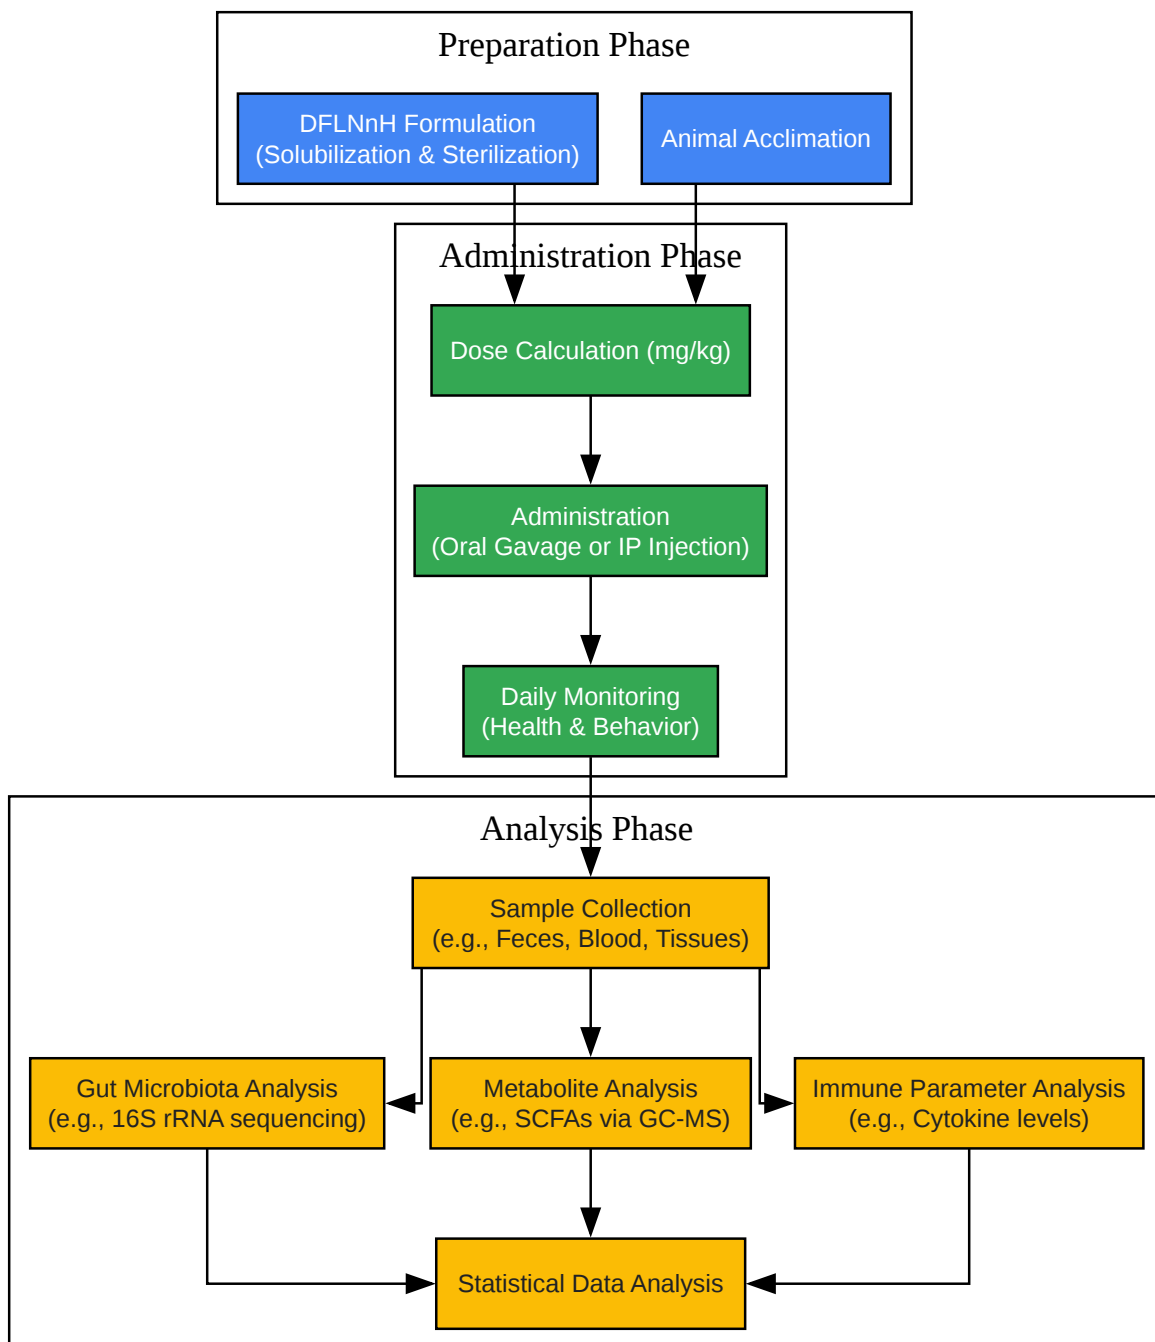 Preparation Phase
DFLNnH Formulation
(Solubilization & Sterilization)
Animal Acclimation
Administration Phase
Dose Calculation (mg/kg)
Administration
(Oral Gavage or IP Injection)
Daily Monitoring
(Health & Behavior)
Analysis Phase
Sample Collection
(e.g., Feces, Blood, Tissues)
Gut Microbiota Analysis
(e.g., 16S rRNA sequencing)
Metabolite Analysis
(e.g., SCFAs via GC-MS)
Immune Parameter Analysis
(e.g., Cytokine levels)
Statistical Data Analysis